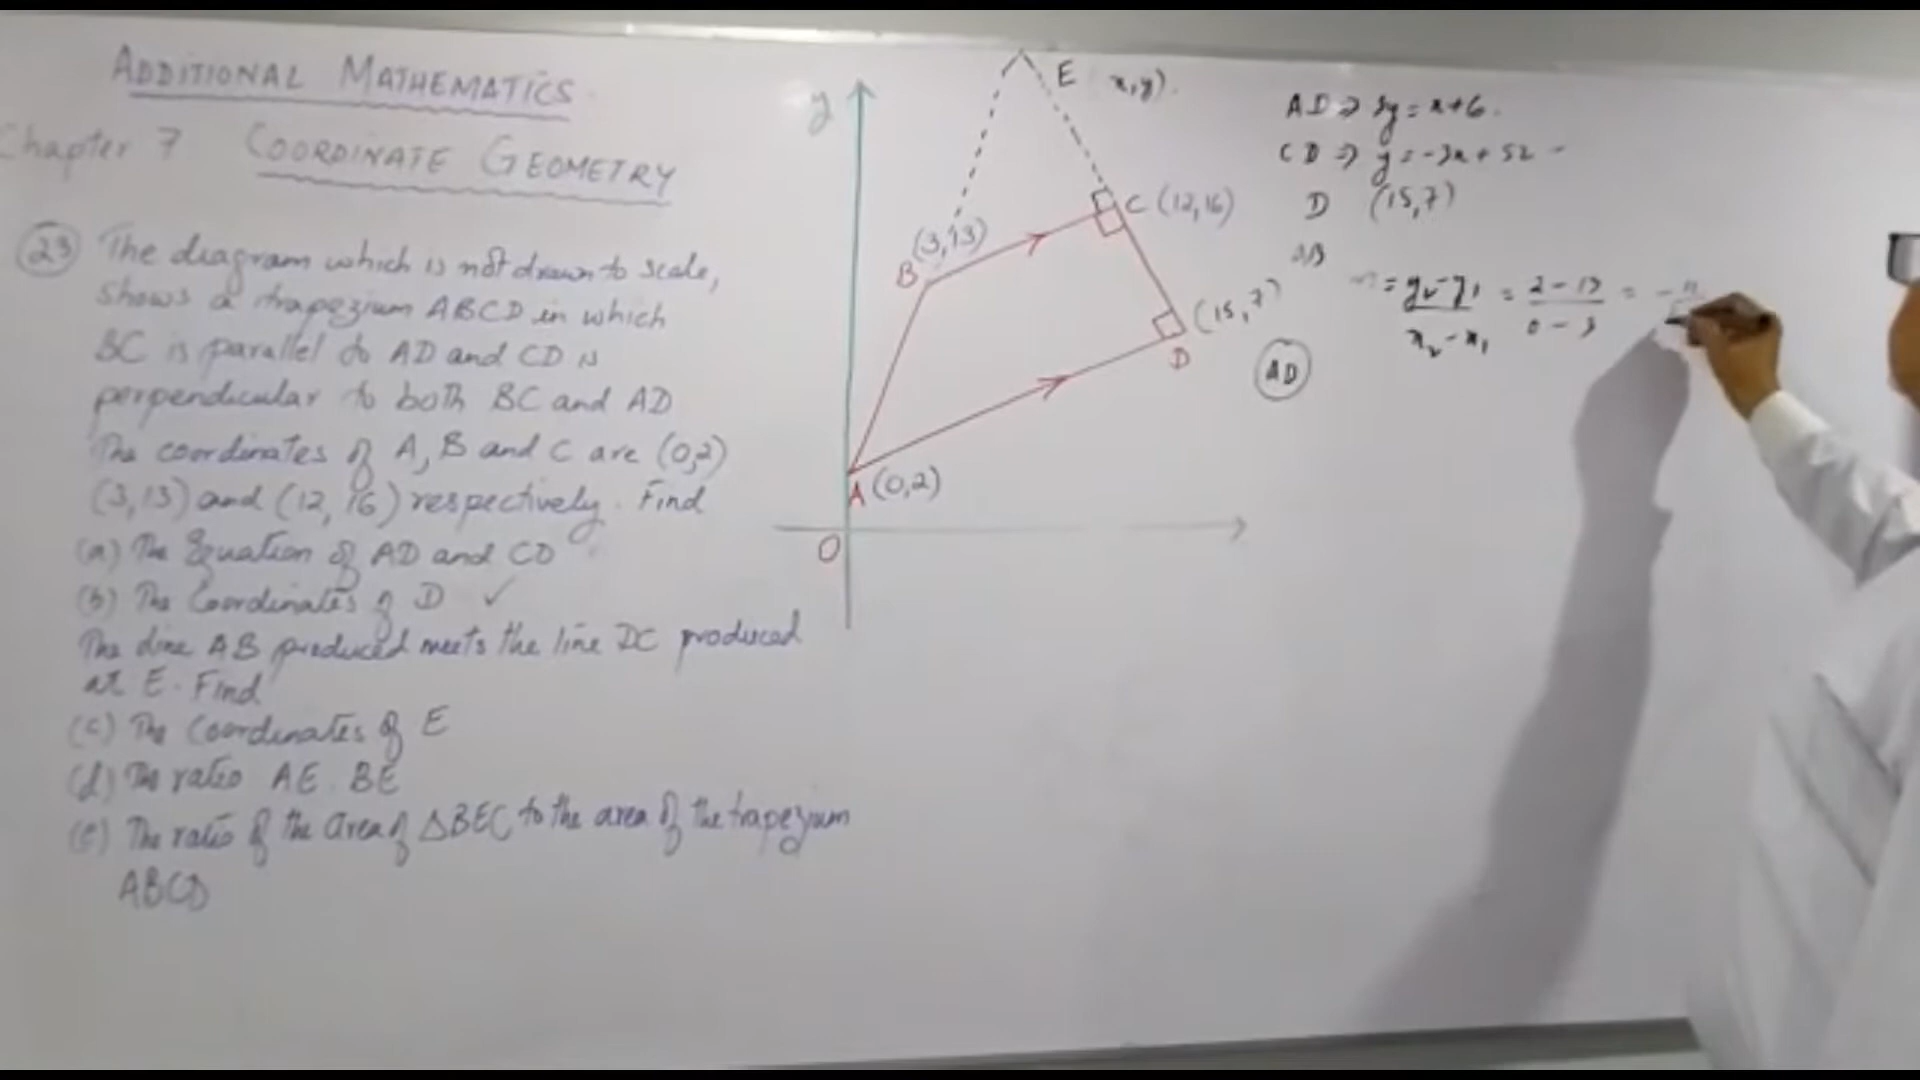 ADDITIONAL MATHEMATICS
Chapter 7 COORDINATE GEOMETRY
23 The diagram which is not drawn to scale,
shows a trapezium ABCD in which
BC is parallel to AD and CD is
perpendicular to both BC and AD
The coordinates of A, B and C are (0,2)
(3,13) and (12, 16) respectively. Find
(a) The Equation of AD and CD
(b) The Coordinates of D ✓
The line AB produced meets the line DC produced
at E. Find
(c) The Coordinates of E
(d) The ratio AE. BE
(e) The ratio of the area of ΔBEC to the area of the trapezium
ABCD
y
E x,y).
C (12,16)
(3,13)
B
(15,7)
D
A (0,2)
O
AD ⇒ 3y = x+6.
CD ⇒ y = -3x + 52
D (15,7)
AB
m = y₂-y₁ / x₂-x₁ = 2-13 / 0-3 = -11
AD